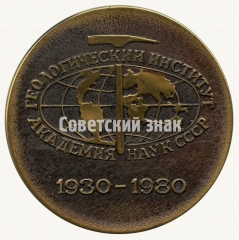 ГЕОЛОГИЧЕСКИЙ ИНСТИТУТ
Советский знак
АКАДЕМИЯ НАУК СССР
1930-1980